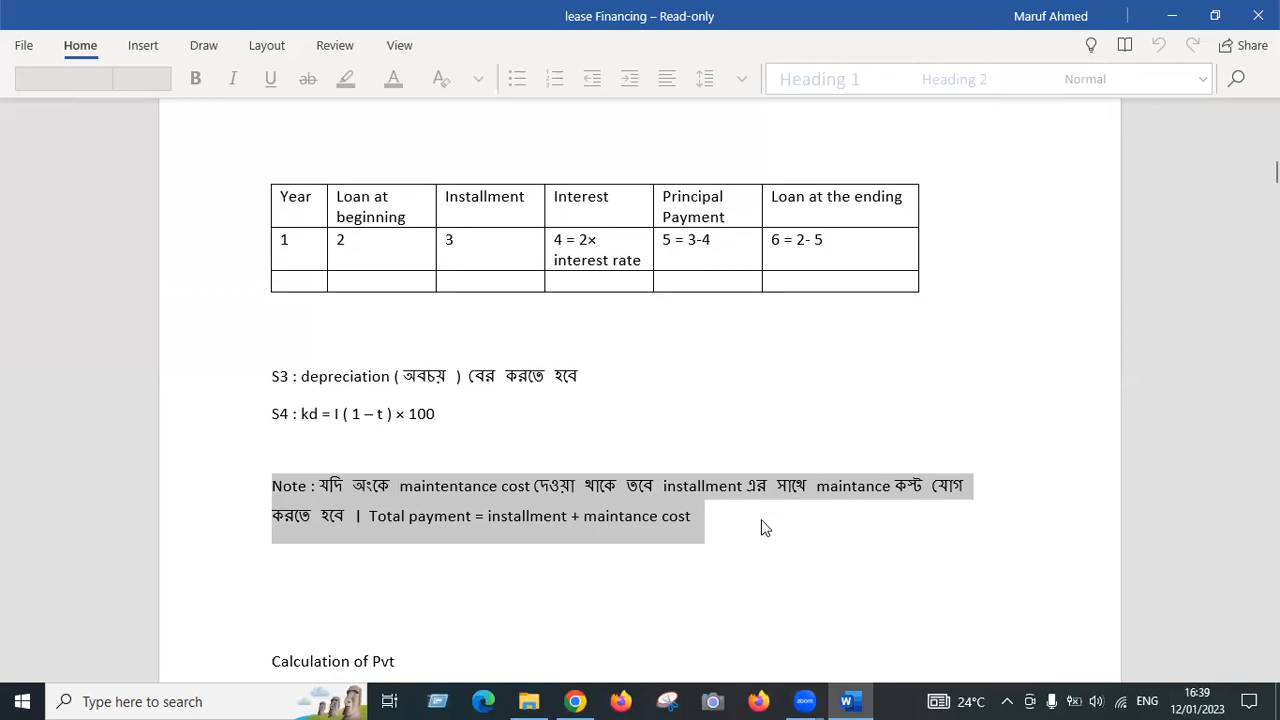 lease Financing – Read-only
Maruf Ahmed
File Home Insert Draw Layout Review View
Share
B I U ab A A
Heading 1 Heading 2 Normal
Year Loan at beginning Installment Interest Principal Payment Loan at the ending
1 2 3 4 = 2× interest rate 5 = 3-4 6 = 2- 5
S3 : depreciation ( অবচয় ) বের করতে হবে
S4 : kd = I ( 1 – t ) × 100
Note : যদি অংকে maintentance cost দেওয়া থাকে তবে installment এর সাথে maintance কস্ট যোগ
করতে হবে । Total payment = installment + maintance cost
Calculation of Pvt
Type here to search
zoom
24°C
ENG
16:39
12/01/2023